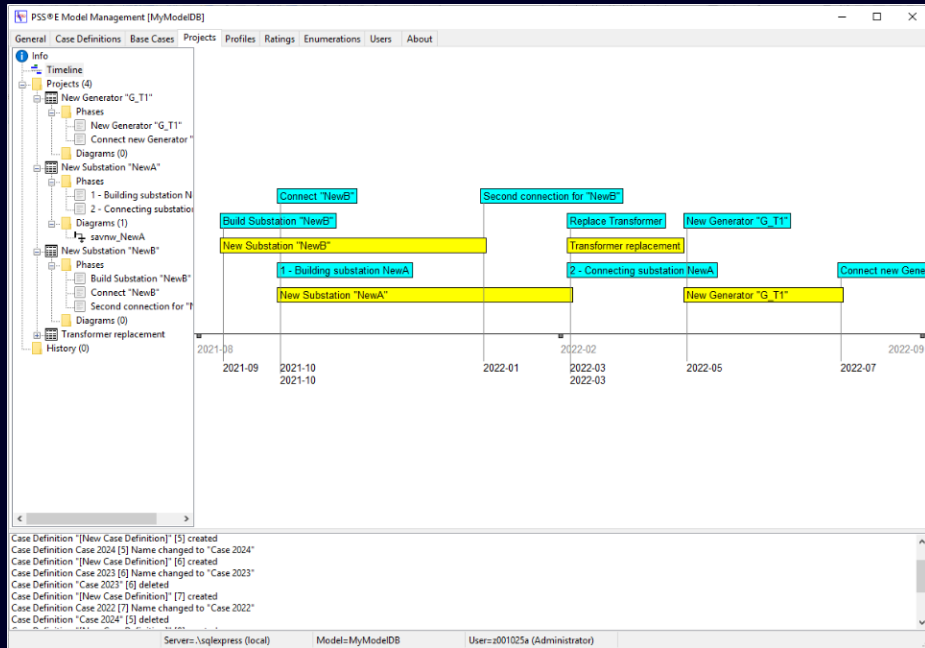 PSS®E Model Management [MyModelDB]
General Case Definitions Base Cases Projects Profiles Ratings Enumerations Users About
Info
Timeline
Projects (4)
New Generator "G_T1"
Phases
New Generator "G_T1"
Connect new Generator "
Diagrams (0)
New Substation "NewA"
Phases
1 - Building substation N
2 - Connecting substation
Diagrams (1)
savnw_NewA
New Substation "NewB"
Phases
Build Substation "NewB"
Connect "NewB"
Second connection for "N
Diagrams (0)
Transformer replacement
History (0)
Connect "NewB" Second connection for "NewB"
Build Substation "NewB" Replace Transformer New Generator "G_T1"
New Substation "NewB" Transformer replacement
1 - Building substation NewA 2 - Connecting substation NewA Connect new Gene
New Substation "NewA" New Generator "G_T1"
2021-08 2022-02 2022-09
2021-09 2021-10 2022-01 2022-03 2022-05 2022-07
2021-10 2022-03
Case Definition "[New Case Definition]" [5] created
Case Definition Case 2024 [5] Name changed to "Case 2024"
Case Definition "[New Case Definition]" [6] created
Case Definition Case 2023 [6] Name changed to "Case 2023"
Case Definition "Case 2023" [6] deleted
Case Definition "[New Case Definition]" [7] created
Case Definition Case 2022 [7] Name changed to "Case 2022"
Case Definition "Case 2024" [5] deleted
Server=.\sqlexpress (local) Model=MyModelDB User=z001025a (Administrator)